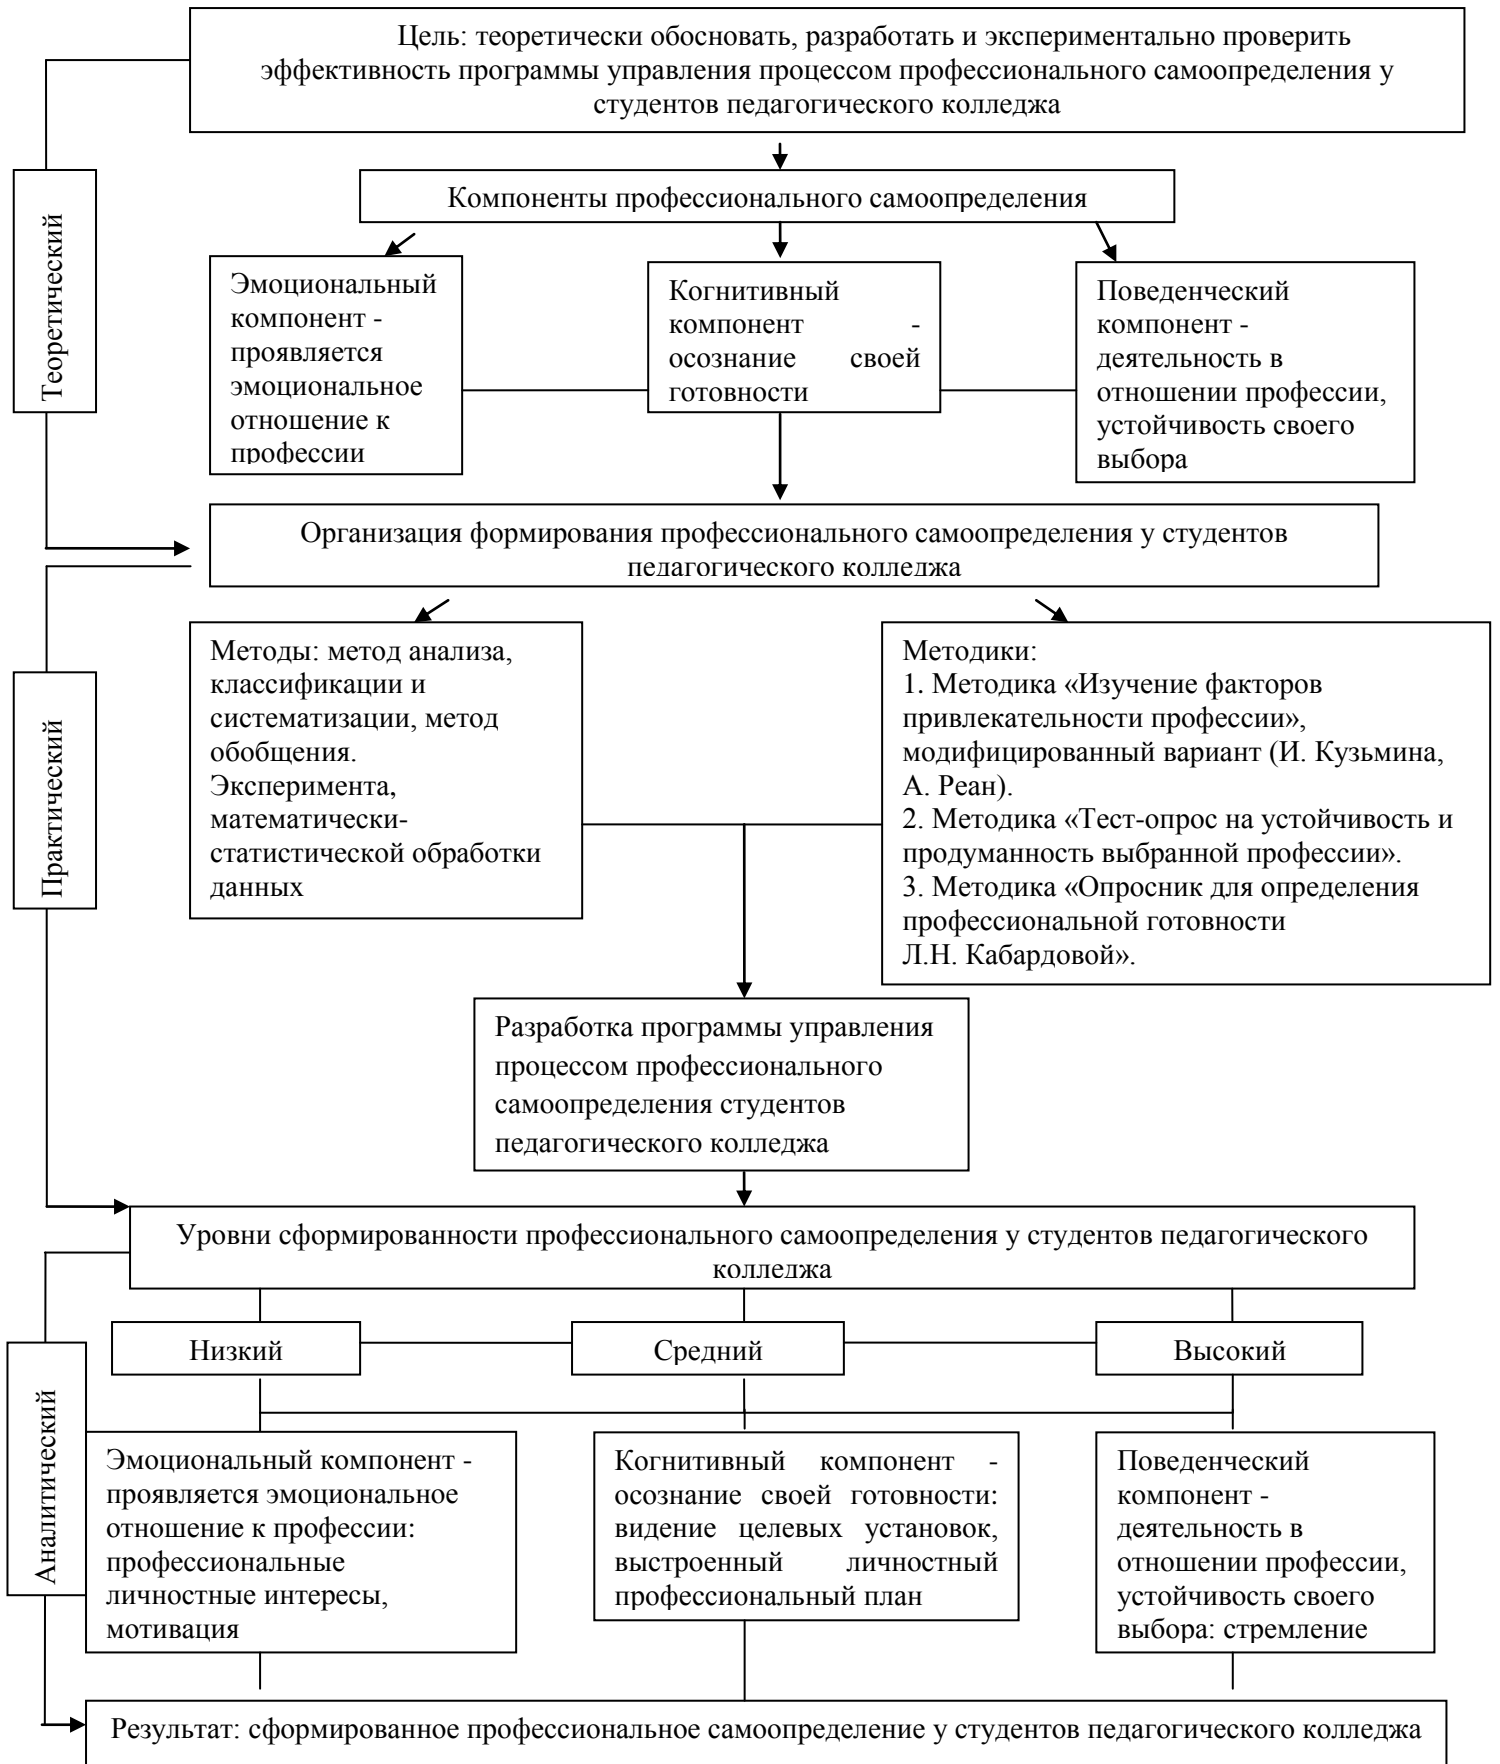 Цель: теоретически обосновать, разработать и экспериментально проверить
эффективность программы управления процессом профессионального самоопределения у
студентов педагогического колледжа
Теоретический
Компоненты профессионального самоопределения
Эмоциональный
компонент -
проявляется
эмоциональное
отношение к
профессии
Когнитивный
компонент -
осознание своей
готовности
Поведенческий
компонент -
деятельность в
отношении профессии,
устойчивость своего
выбора
Организация формирования профессионального самоопределения у студентов
педагогического колледжа
Практический
Методы: метод анализа,
классификации и
систематизации, метод
обобщения.
Эксперимента,
математически-
статистической обработки
данных
Методики:
1. Методика «Изучение факторов
привлекательности профессии»,
модифицированный вариант (И. Кузьмина,
А. Реан).
2. Методика «Тест-опрос на устойчивость и
продуманность выбранной профессии».
3. Методика «Опросник для определения
профессиональной готовности
Л.Н. Кабардовой».
Разработка программы управления
процессом профессионального
самоопределения студентов
педагогического колледжа
Уровни сформированности профессионального самоопределения у студентов педагогического
колледжа
Низкий
Средний
Высокий
Аналитический
Эмоциональный компонент -
проявляется эмоциональное
отношение к профессии:
профессиональные
личностные интересы,
мотивация
Когнитивный компонент -
осознание своей готовности:
видение целевых установок,
выстроенный личностный
профессиональный план
Поведенческий
компонент -
деятельность в
отношении профессии,
устойчивость своего
выбора: стремление
Результат: сформированное профессиональное самоопределение у студентов педагогического колледжа